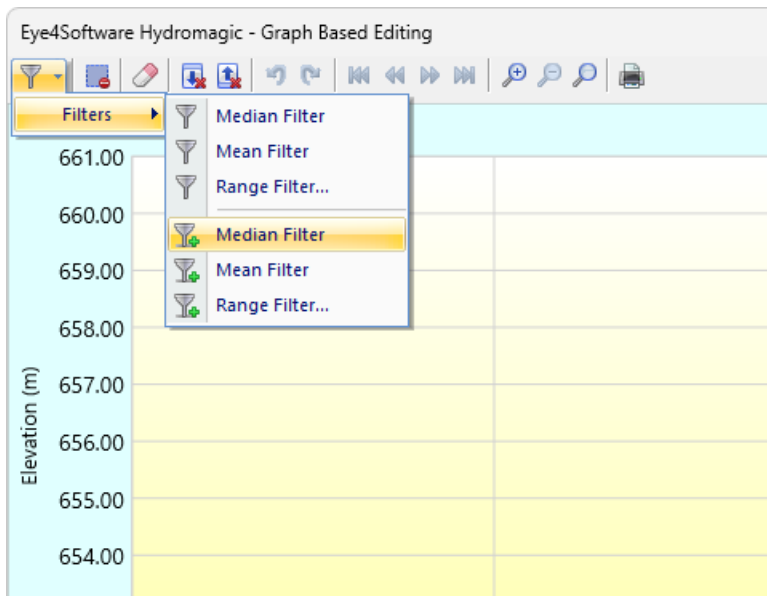 Eye4Software Hydromagic - Graph Based Editing
Filters
Median Filter
Mean Filter
Range Filter...
Median Filter
Mean Filter
Range Filter...
661.00
660.00
659.00
658.00
657.00
656.00
655.00
654.00
Elevation (m)